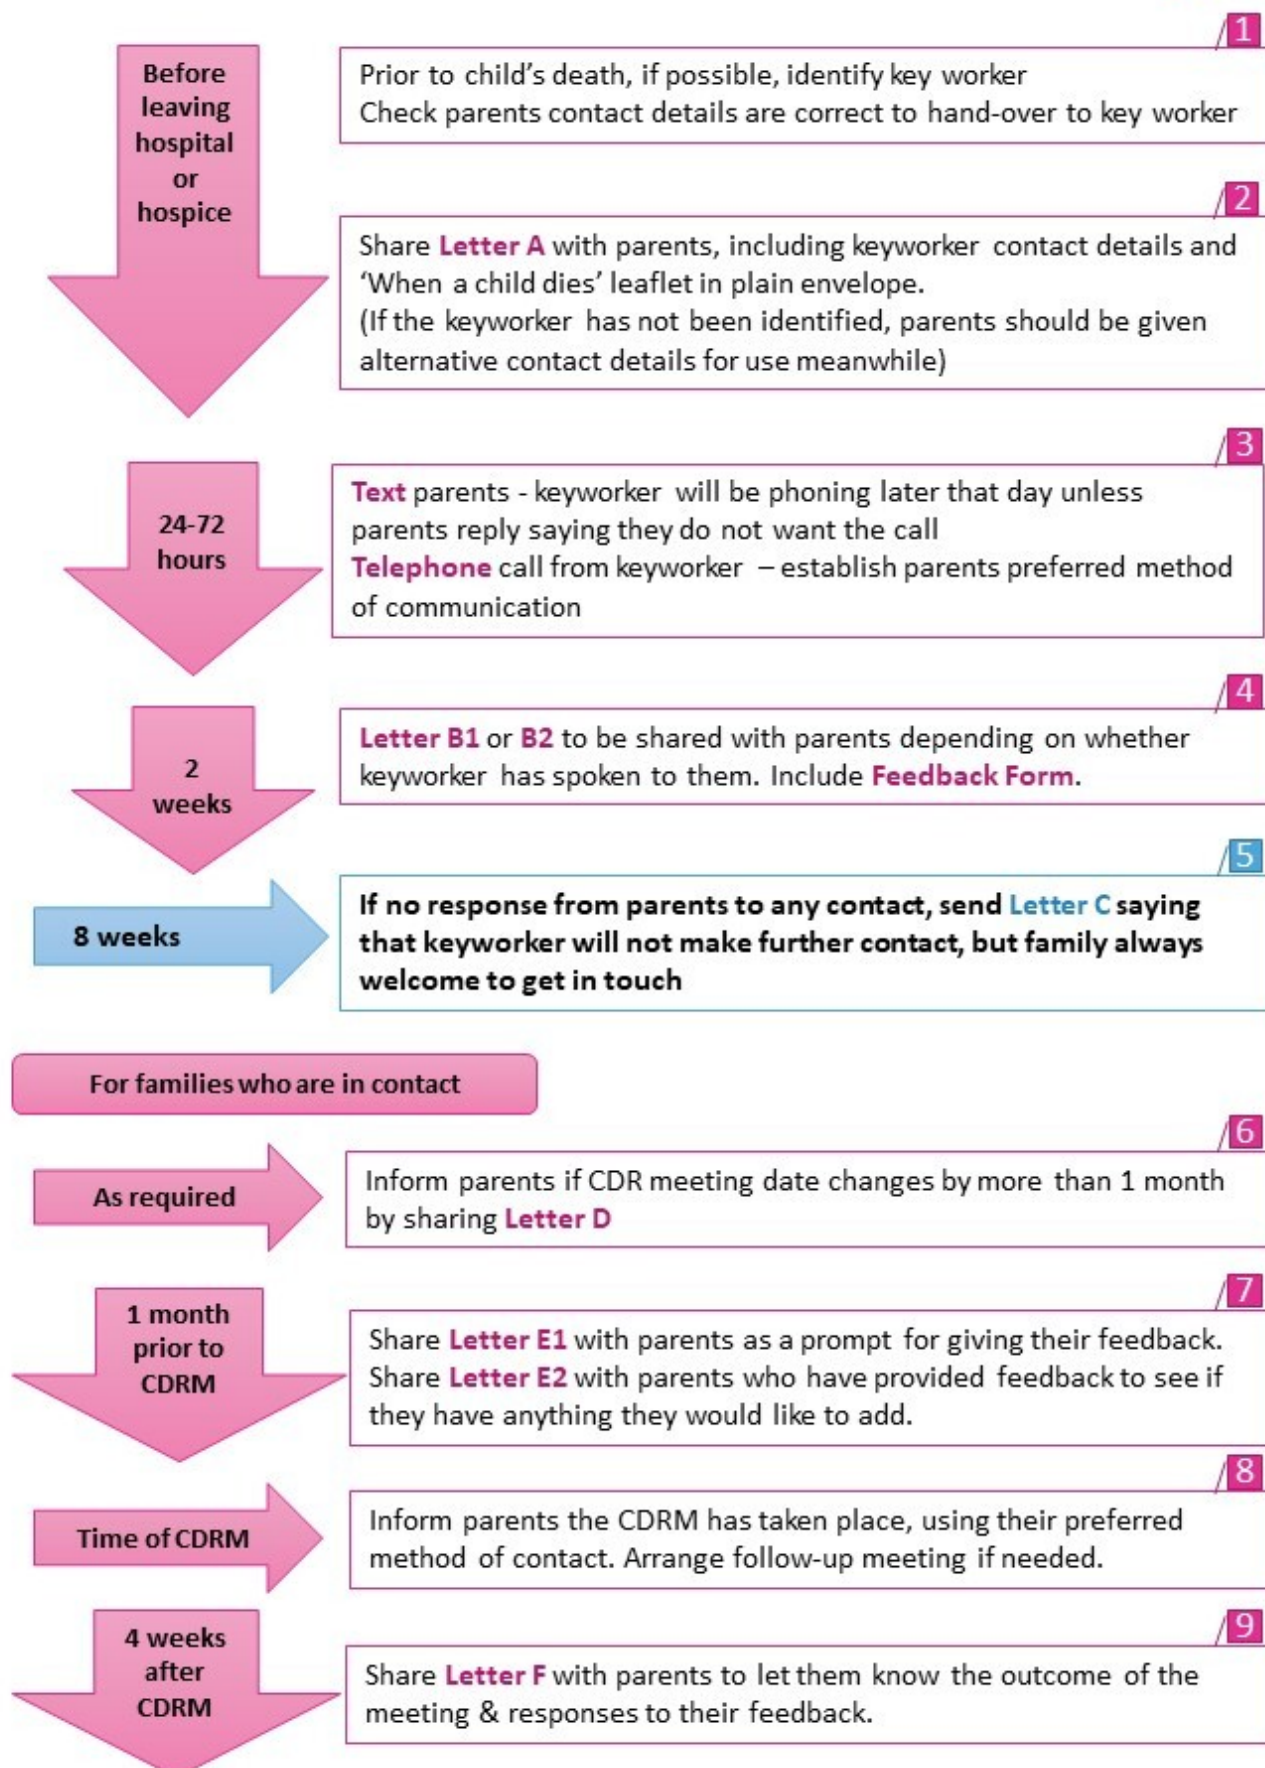 1
Before
leaving
hospital
or
hospice
Prior to child’s death, if possible, identify key worker
Check parents contact details are correct to hand-over to key worker
2
Share Letter A with parents, including keyworker contact details and
‘When a child dies’ leaflet in plain envelope.
(If the keyworker has not been identified, parents should be given
alternative contact details for use meanwhile)
3
24-72
hours
Text parents - keyworker will be phoning later that day unless
parents reply saying they do not want the call
Telephone call from keyworker – establish parents preferred method
of communication
4
2
weeks
Letter B1 or B2 to be shared with parents depending on whether
keyworker has spoken to them. Include Feedback Form.
5
8 weeks
If no response from parents to any contact, send Letter C saying
that keyworker will not make further contact, but family always
welcome to get in touch
For families who are in contact
6
As required
Inform parents if CDR meeting date changes by more than 1 month
by sharing Letter D
7
1 month
prior to
CDRM
Share Letter E1 with parents as a prompt for giving their feedback.
Share Letter E2 with parents who have provided feedback to see if
they have anything they would like to add.
8
Time of CDRM
Inform parents the CDRM has taken place, using their preferred
method of contact. Arrange follow-up meeting if needed.
9
4 weeks
after
CDRM
Share Letter F with parents to let them know the outcome of the
meeting & responses to their feedback.